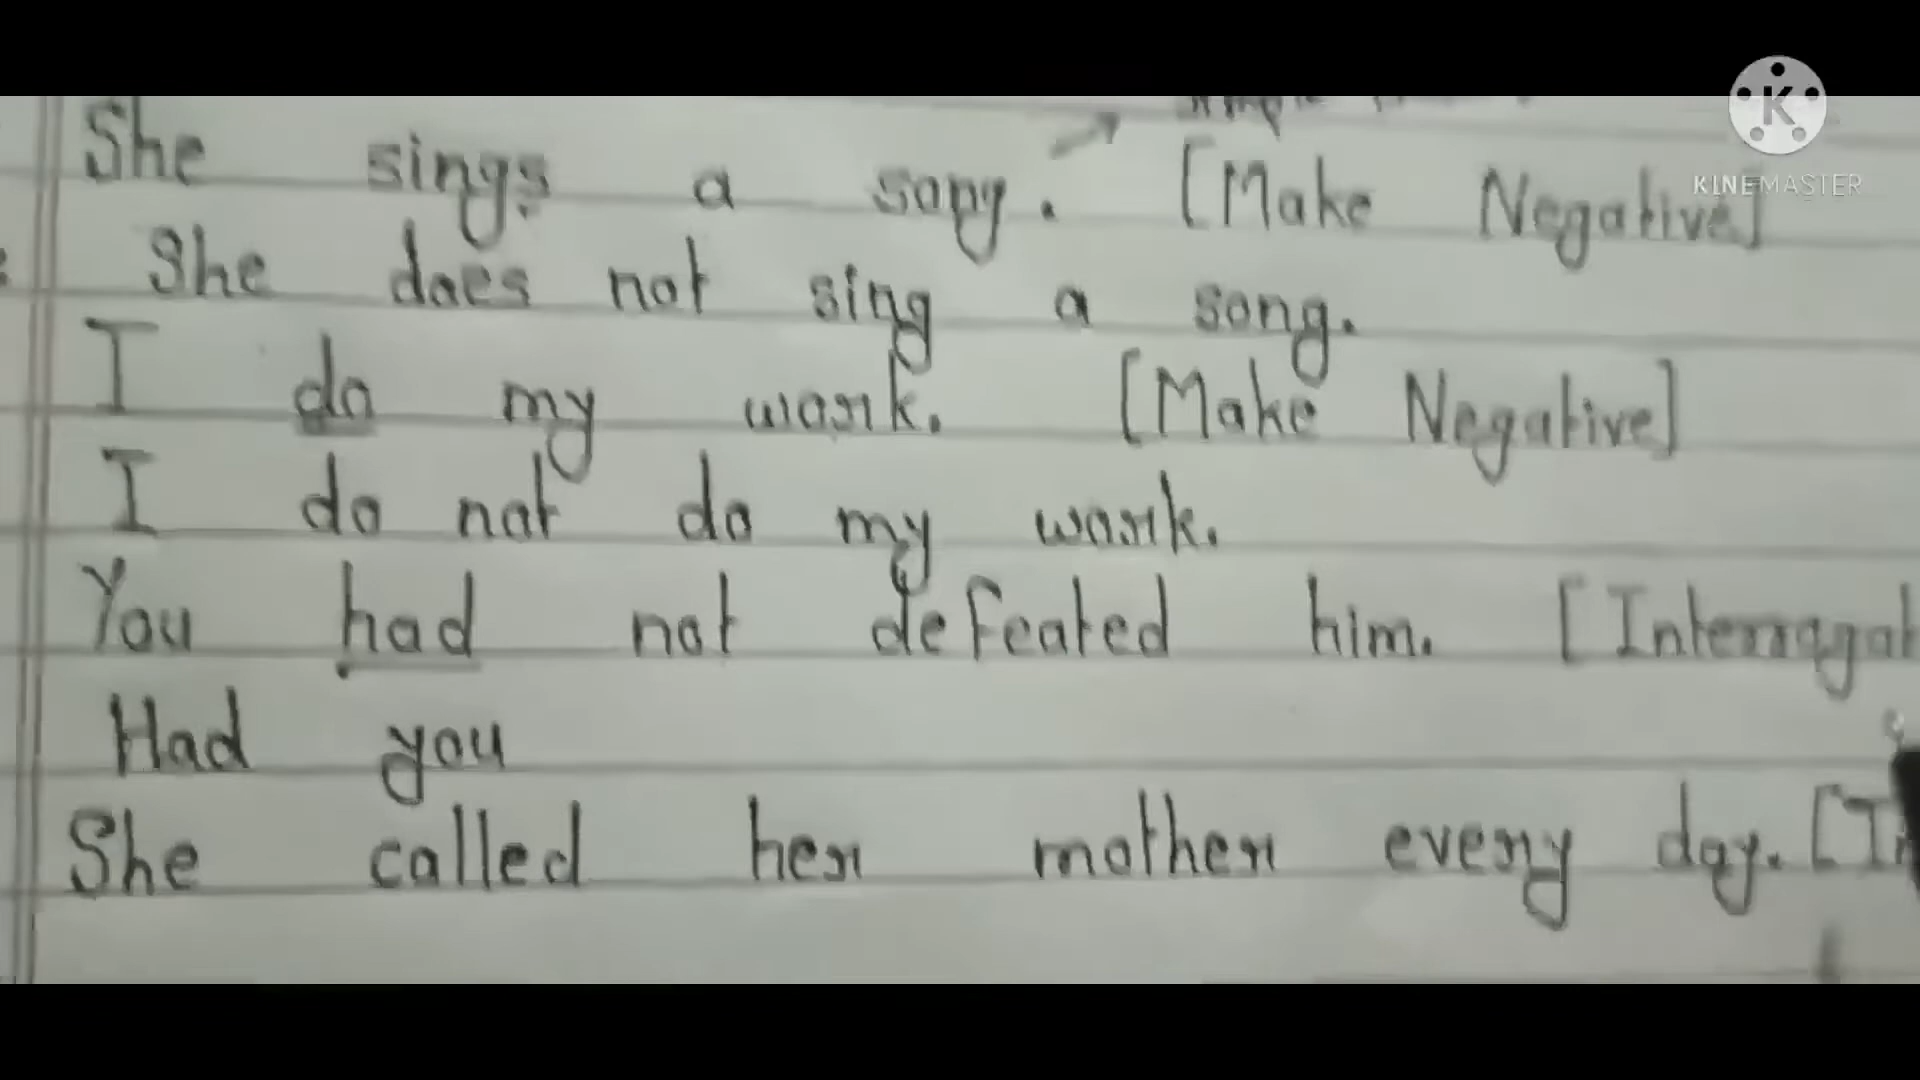 She sings a song. [Make Negative]
KINEMASTER
She does not sing a song.
I do my work. [Make Negative]
I do not do my work.
You had not defeated him. [Interrogat
Had you
She called her mother every day. [In